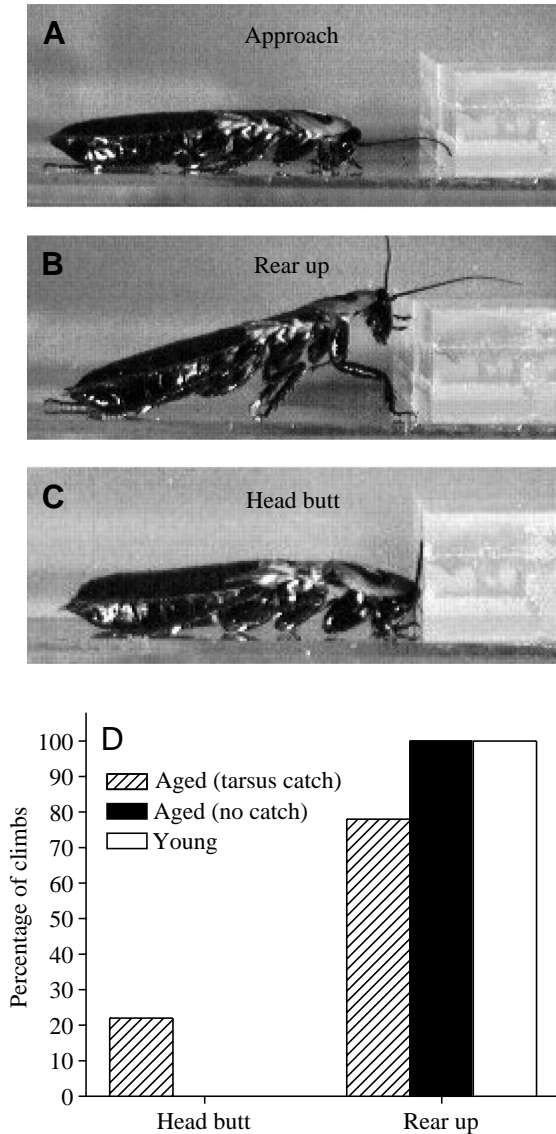 A
Approach
B
Rear up
C
Head butt
D
Percentage of climbs
100
90
80
70
60
50
40
30
20
10
0
Aged (tarsus catch)
Aged (no catch)
Young
Head butt
Rear up